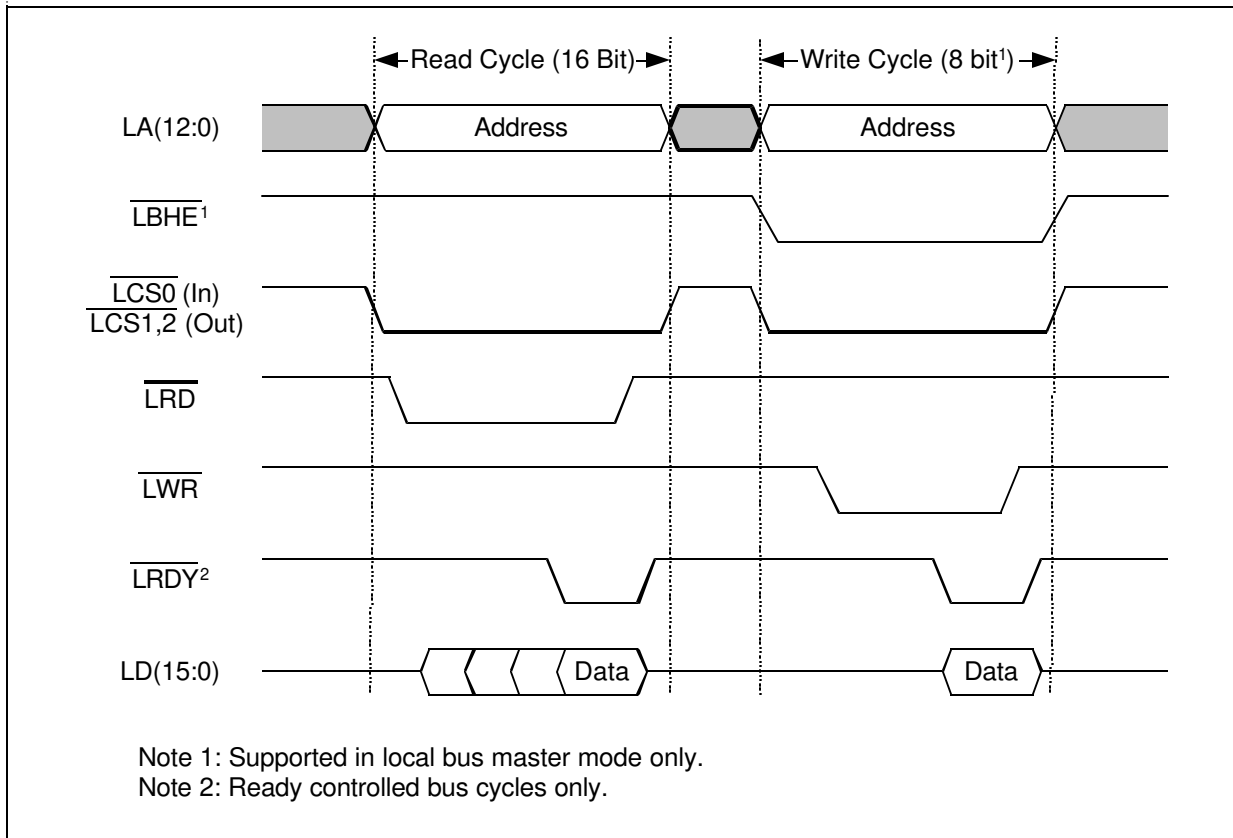 Read Cycle (16 Bit) Write Cycle (8 bit¹)
LA(12:0) Address Address
LBHE¹
LCS0 (In)
LCS1,2 (Out)
LRD
LWR
LRDY²
LD(15:0) Data Data
Note 1: Supported in local bus master mode only.
Note 2: Ready controlled bus cycles only.